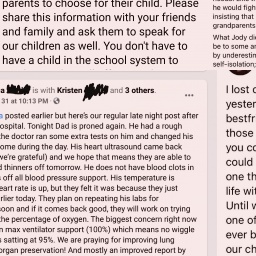 parents to choose for their child. Please
share this information with your friends
and family and ask them to speak for
our children as well. You don't have to
have a child in the school system to
he would figh
insisting that
grandparents
What Jody di
be to some ar
by underestim
self-isolation;
a is with Kristen and 3 others.
31 at 10:13 PM
posted earlier but here's our regular late night post after
ospital. Tonight Dad is proned again. He had a rough
the doctor ran some extra tests on him and changed his
ome during the day. His heart ultrasound came back
we're grateful) and we hope that means they are able to
d thinners off tomorrow. He does not have blood clots in
off all blood pressure support. His temperature is
eart rate is up, but they felt it was because they just
rlier today. They plan on repeating his labs for
oon and if it comes back good, they will work on trying
the percentage of oxygen. The biggest concern right now
n max ventilator support (100%) which means no wiggle
s satting at 95%. We are praying for improving lung
organ preservation! And mostly an improved report by
I lost o
yester
bestfr
those
you co
could
one th
life wit
Until w
one of
ever b
our ch